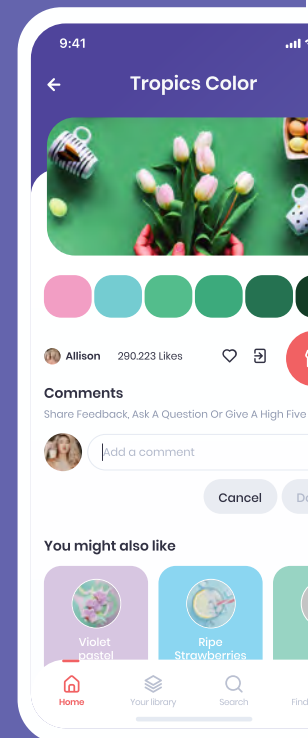 9:41
Tropics Color
Allison 290.223 Likes
Comments
Share Feedback, Ask A Question Or Give A High Five
Add a comment
Cancel
You might also like
Violet
pastel
Ripe
Strawberries
Home Your library Search Find